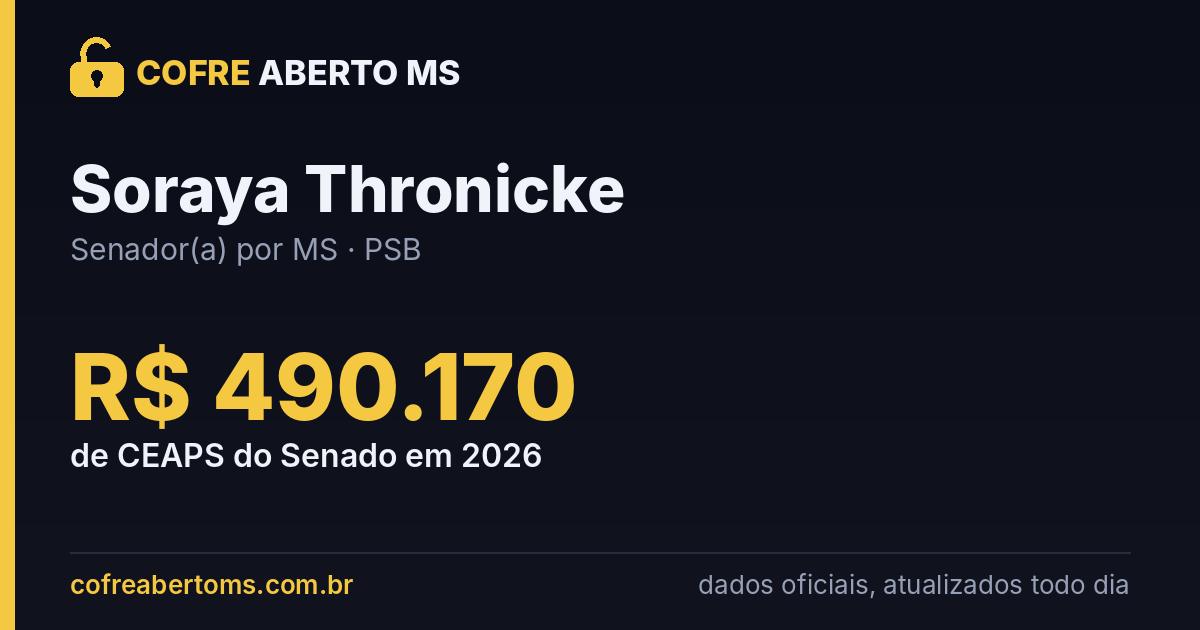 COFRE ABERTO MS
Soraya Thronicke
Senador(a) por MS · PSB
R$ 490.170
de CEAPS do Senado em 2026
cofreabertoms.com.br
dados oficiais, atualizados todo dia